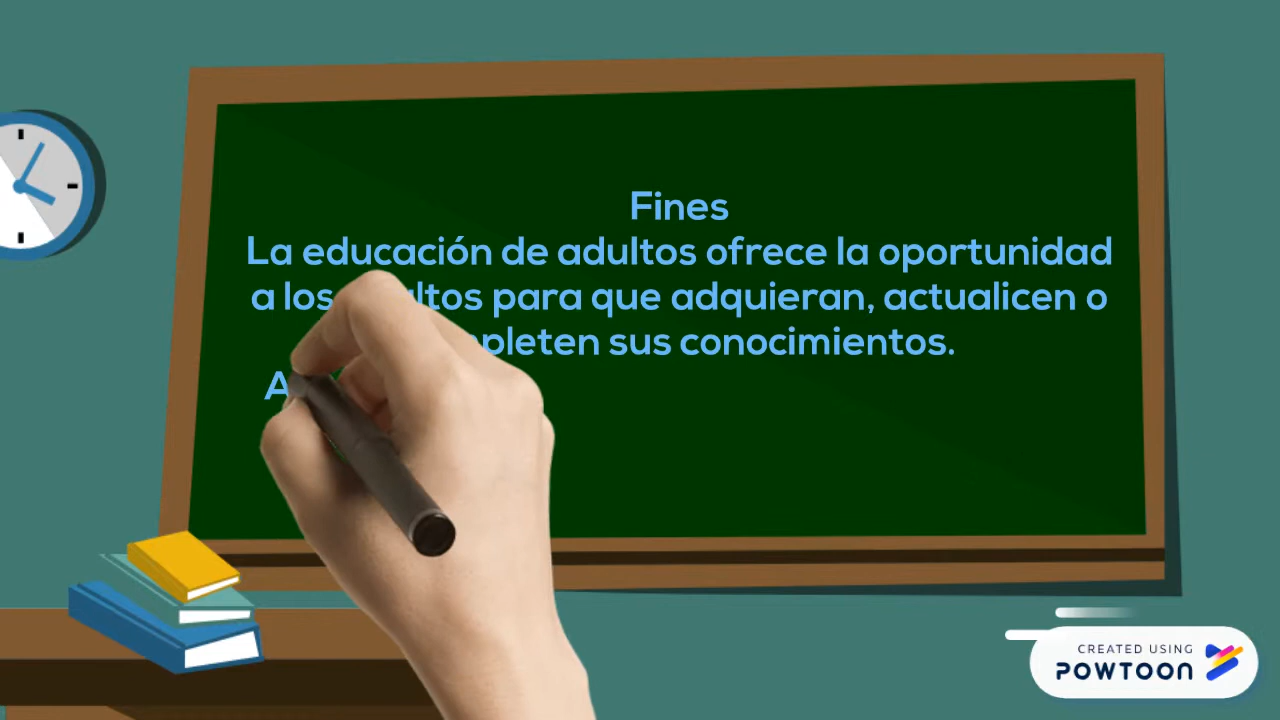 Fines
La educación de adultos ofrece la oportunidad
a los para que adquieran, actualicen o
sus conocimientos.
A
CREATED USING
POWTOON